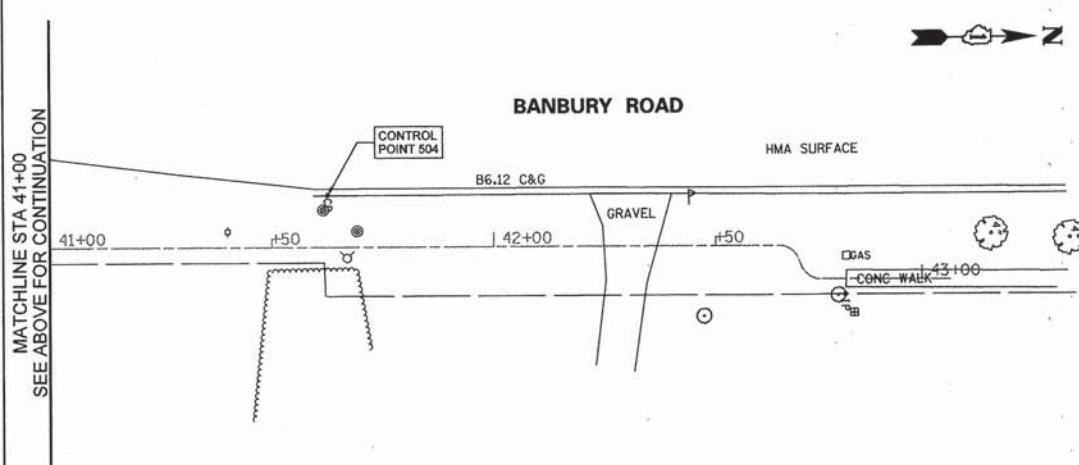 N
BANBURY ROAD
CONTROL
POINT 504
HMA SURFACE
B6.12 C&G
GRAVEL
41+00
+50
42+00
+50
GAS
43+00
CONC WALK
MATCHLINE STA 41+00
SEE ABOVE FOR CONTINUATION